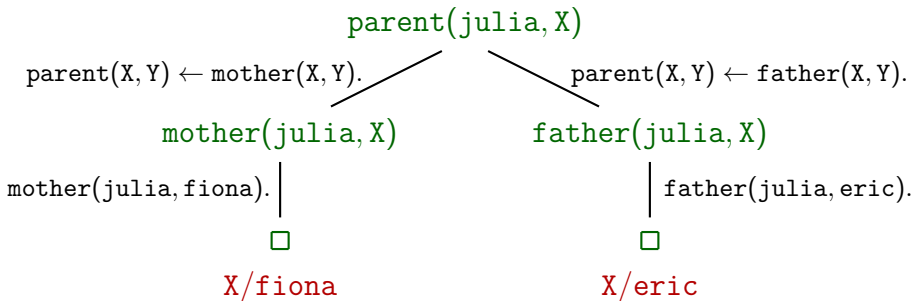 parent(julia, X)
parent(X, Y) ← mother(X, Y).
parent(X, Y) ← father(X, Y).
mother(julia, X)
father(julia, X)
mother(julia, fiona).
father(julia, eric).
□
□
X/fiona
X/eric